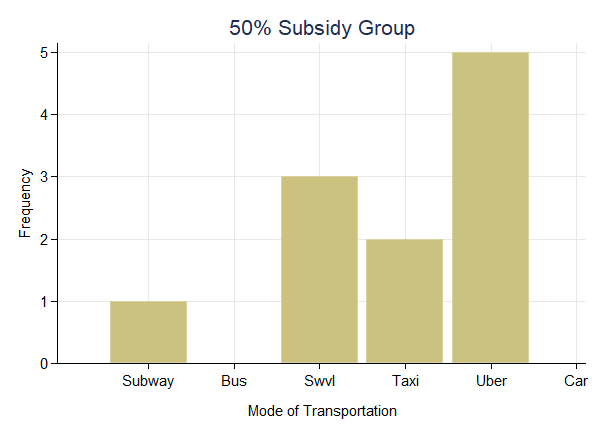 50% Subsidy Group
Frequency
5
4
3
2
1
0
Subway Bus Swvl Taxi Uber Car
Mode of Transportation